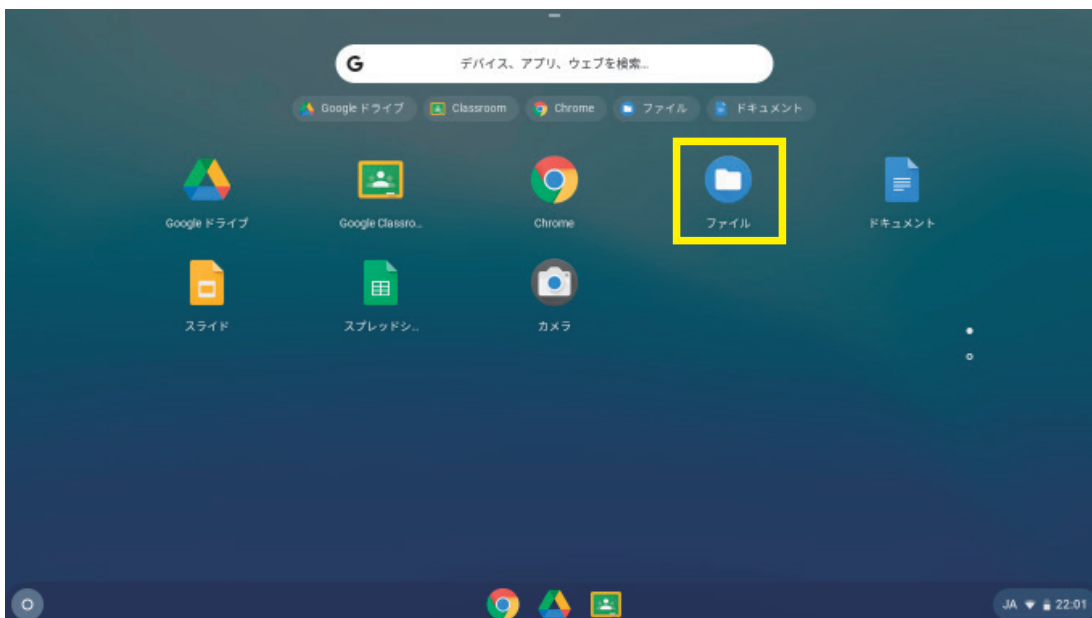 G デバイス、アプリ、ウェブを検索...
Google ドライブ Classroom Chrome ファイル ドキュメント
Google ドライブ Google Classro... Chrome ファイル ドキュメント
スライド スプレッドシ... カメラ
JA 22:01